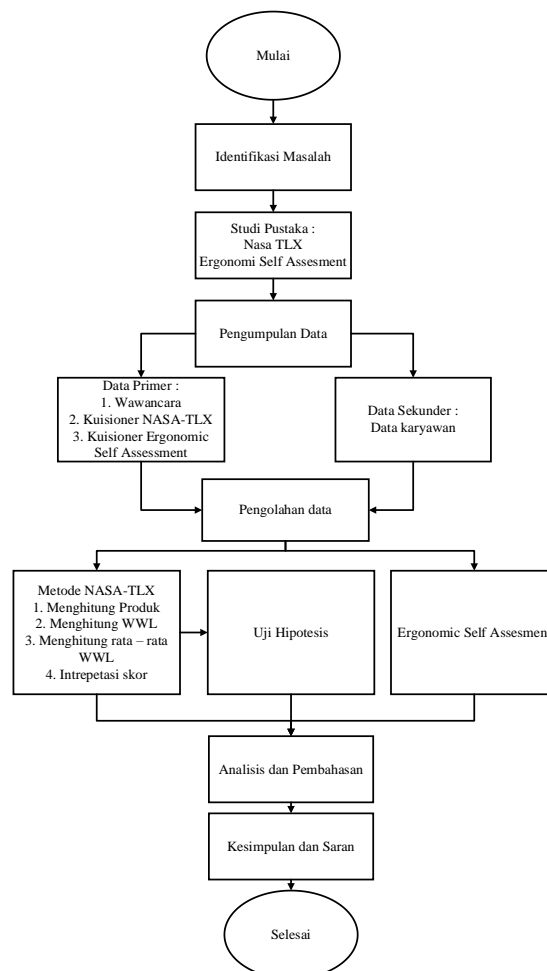 Mulai
Identifikasi Masalah
Studi Pustaka :
Nasa TLX
Ergonomi Self Assesment
Pengumpulan Data
Data Primer :
1. Wawancara
2. Kuisioner NASA-TLX
3. Kuisioner Ergonomic
Self Assessment
Data Sekunder :
Data karyawan
Pengolahan data
Metode NASA-TLX
1. Menghitung Produk
2. Menghitung WWL
3. Menghitung rata – rata
WWL
4. Intrepetasi skor
Uji Hipotesis
Ergonomic Self Assesment
Analisis dan Pembahasan
Kesimpulan dan Saran
Selesai